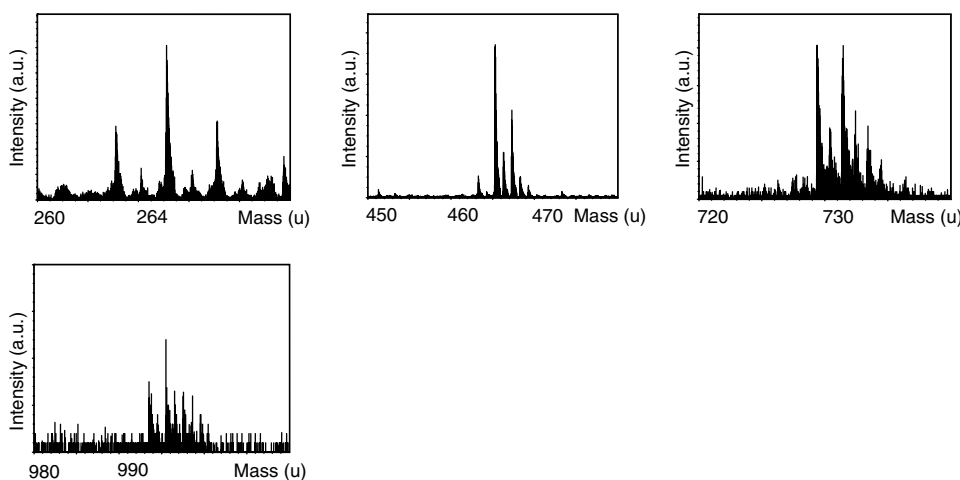 Intensity (a.u.)
260
264
Mass (u)
Intensity (a.u.)
450
460
470
Mass (u)
Intensity (a.u.)
720
730
Mass (u)
Intensity (a.u.)
980
990
Mass (u)